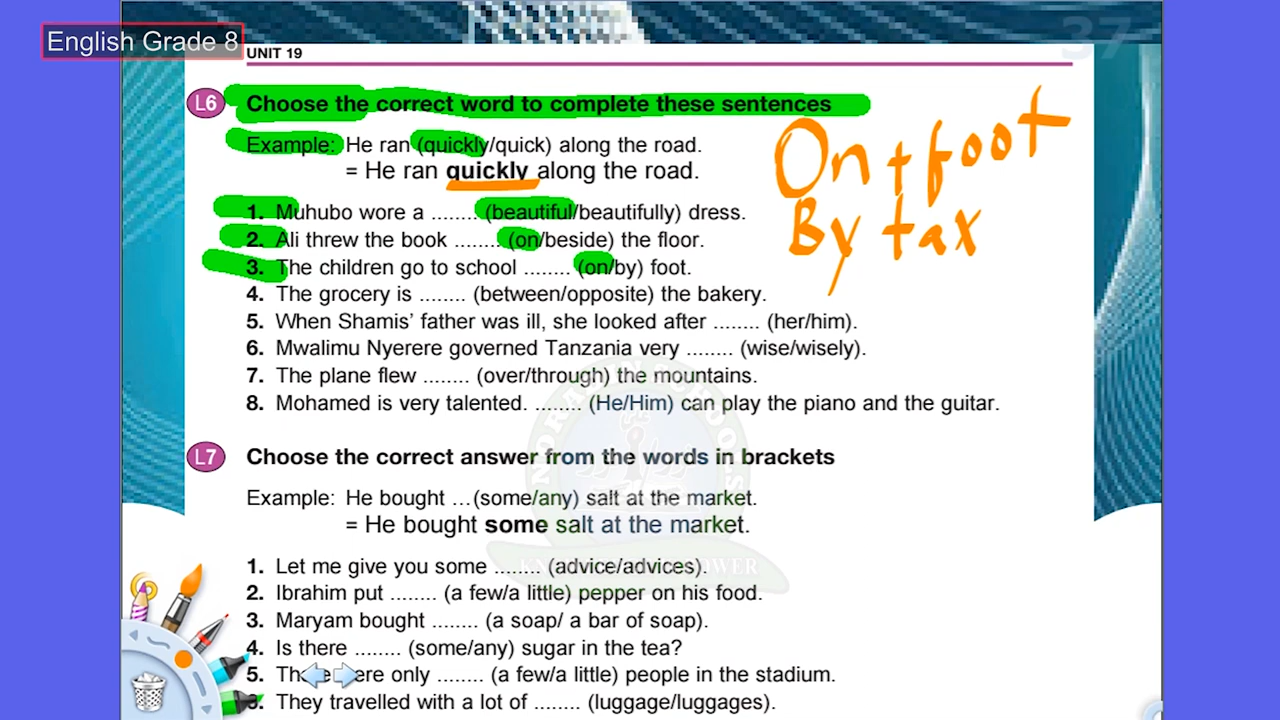 37
English Grade 8
UNIT 19
L6 Choose the correct word to complete these sentences
Example: He ran (quickly/quick) along the road.
= He ran quickly along the road.
On + foot
By tax
1. Muhubo wore a ........ (beautiful/beautifully) dress.
2. Ali threw the book ........ (on/beside) the floor.
3. The children go to school ........ (on/by) foot.
4. The grocery is ........ (between/opposite) the bakery.
5. When Shamis' father was ill, she looked after ........ (her/him).
6. Mwalimu Nyerere governed Tanzania very ........ (wise/wisely).
7. The plane flew ........ (over/through) the mountains.
8. Mohamed is very talented. ........ (He/Him) can play the piano and the guitar.
L7 Choose the correct answer from the words in brackets
Example: He bought ...(some/any) salt at the market.
= He bought some salt at the market.
1. Let me give you some ........ (advice/advices).
2. Ibrahim put ........ (a few/a little) pepper on his food.
3. Maryam bought ........ (a soap/ a bar of soap).
4. Is there ........ (some/any) sugar in the tea?
5. only ........ (a few/a little) people in the stadium.
They travelled with a lot of ........ (luggage/luggages).